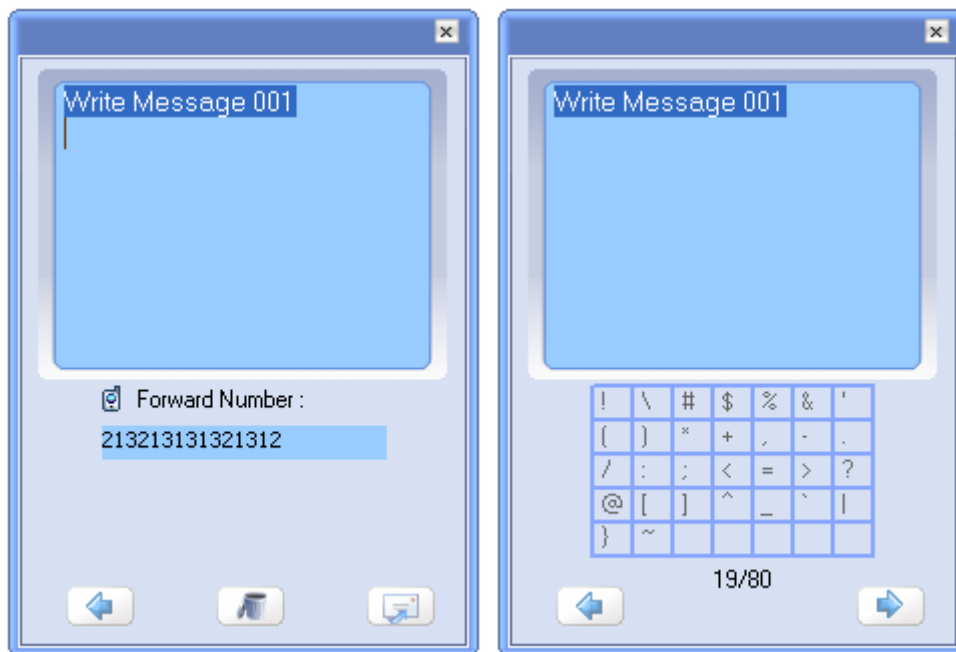 Write Message 001
Forward Number :
213213131321312
Write Message 001
! \ # $ % & '
( ) * + , - .
/ : ; < = > ?
@ [ ] ^ _ ` |
} ~
19/80